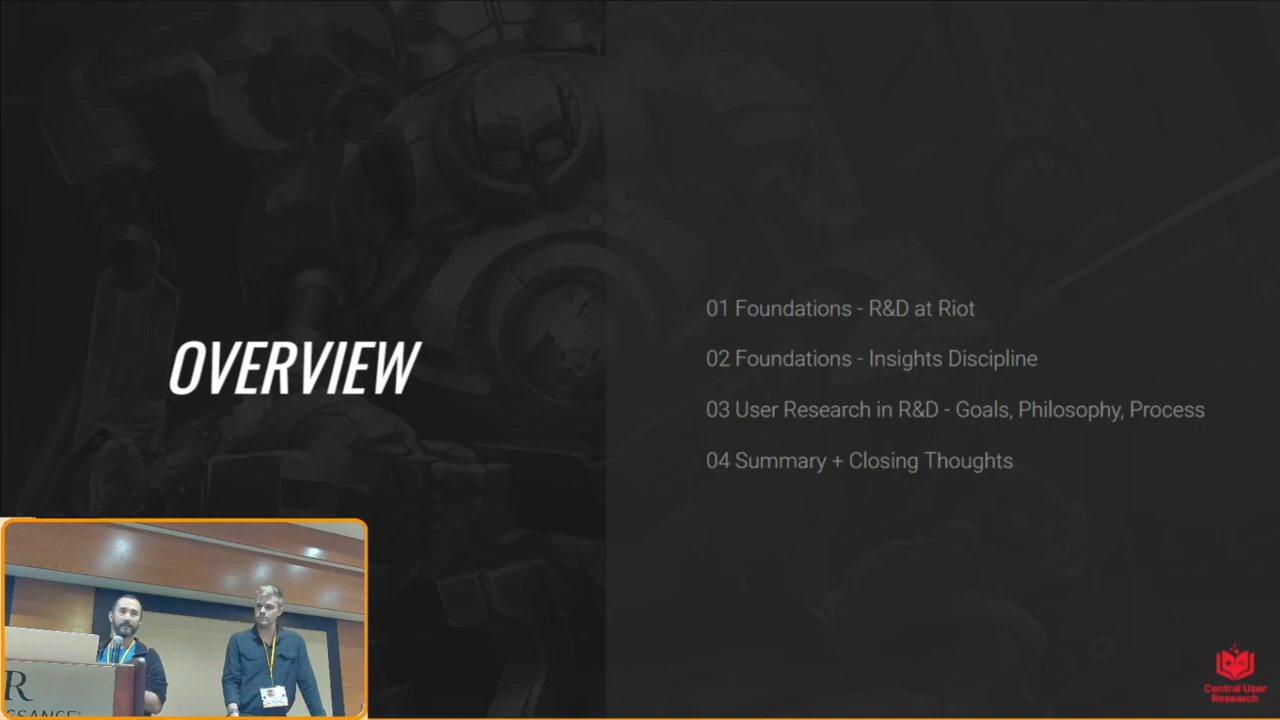 OVERVIEW
01 Foundations - R&D at Riot
02 Foundations - Insights Discipline
03 User Research in R&D - Goals, Philosophy, Process
04 Summary + Closing Thoughts
Central User
Research
R
SSANCE